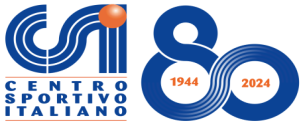 CSI
CENTRO
SPORTIVO
ITALIANO
80
1944
2024